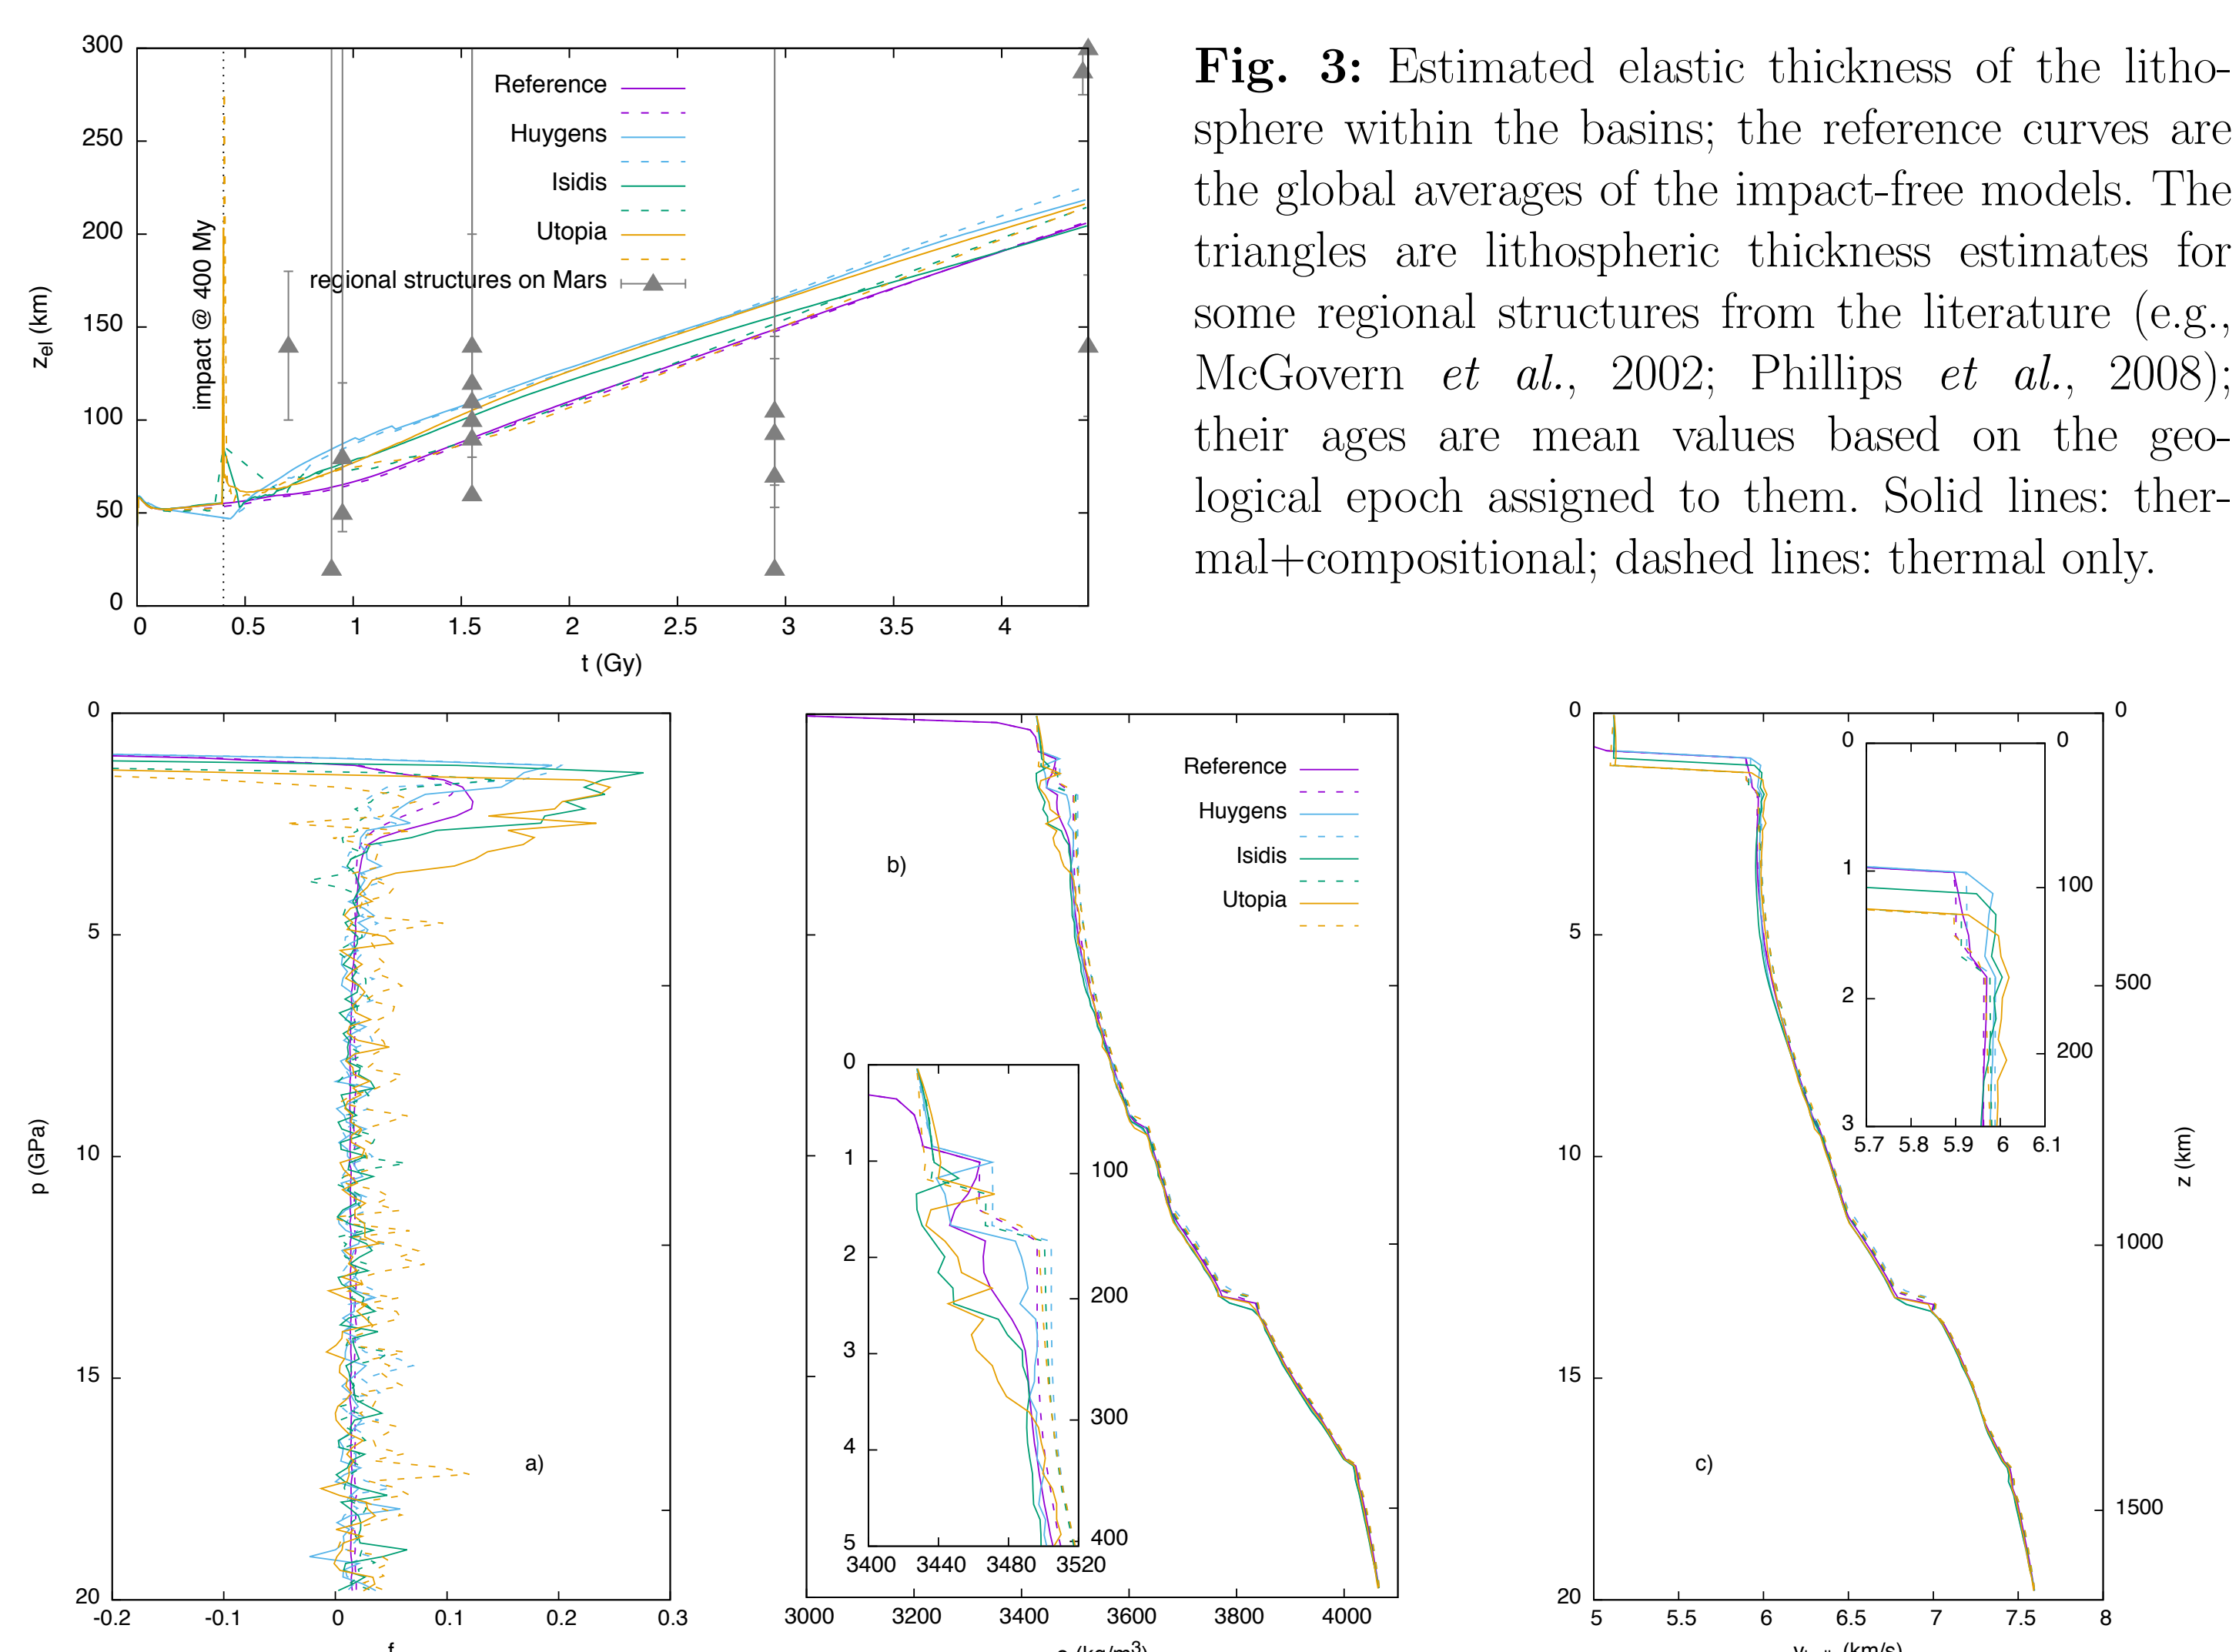 300
250
200
150
100
50
0
z_el (km)
impact @ 400 My
Reference
Huygens
Isidis
Utopia
regional structures on Mars
0 0.5 1 1.5 2 2.5 3 3.5 4
t (Gy)
Fig. 3: Estimated elastic thickness of the litho-
sphere within the basins; the reference curves are
the global averages of the impact-free models. The
triangles are lithospheric thickness estimates for
some regional structures from the literature (e.g.,
McGovern et al., 2002; Phillips et al., 2008);
their ages are mean values based on the geo-
logical epoch assigned to them. Solid lines: ther-
mal+compositional; dashed lines: thermal only.
0
5
10
15
20
p (GPa)
a)
-0.2 -0.1 0 0.1 0.2 0.3
Reference
Huygens
Isidis
Utopia
b)
0
1
2
3
4
5
100
200
300
400
3400 3440 3480 3520
3000 3200 3400 3600 3800 4000
(kg/m³)
0
5
10
15
20
0
500
1000
1500
z (km)
0
1
2
3
0
100
200
5.7 5.8 5.9 6 6.1
c)
5 5.5 6 6.5 7 7.5 8
(km/s)